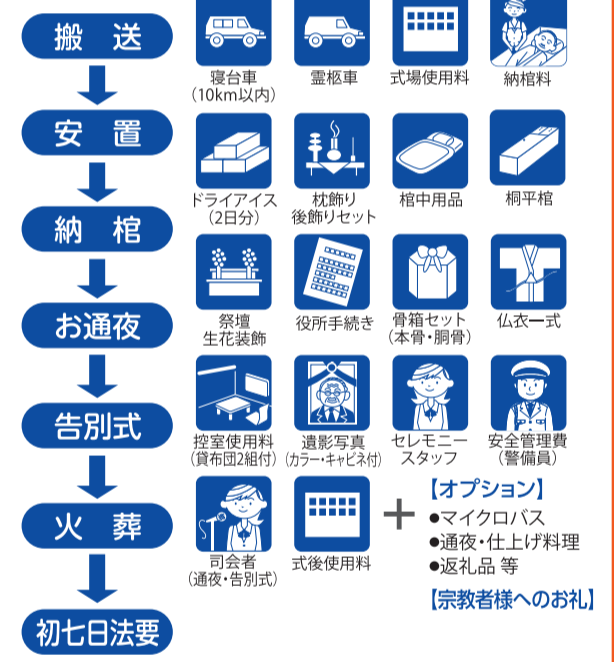 搬 送
安 置
納 棺
お通夜
告別式
火 葬
初七日法要
寝台車
(10km以内)
霊柩車
式場使用料
納棺料
ドライアイス
(2日分)
枕飾り
後飾りセット
棺中用品
桐平棺
祭壇
生花装飾
役所手続き
骨箱セット
(本骨・胴骨)
仏衣一式
控室使用料
(貸布団2組付)
遺影写真
(カラー・キャビネ付)
セレモニー
スタッフ
安全管理費
(警備員)
司会者
(通夜・告別式)
式後使用料
+
【オプション】
●マイクロバス
●通夜・仕上げ料理
●返礼品 等
【宗教者様へのお礼】